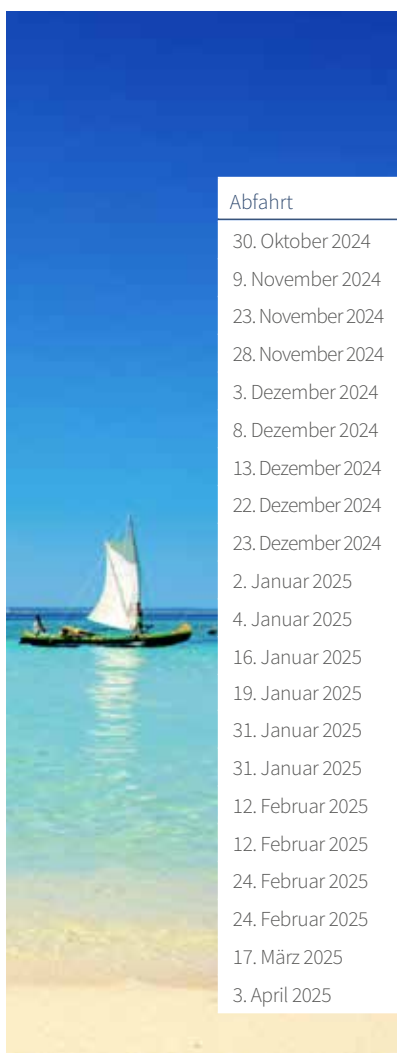 Abfahrt
30. Oktober 2024
9. November 2024
23. November 2024
28. November 2024
3. Dezember 2024
8. Dezember 2024
13. Dezember 2024
22. Dezember 2024
23. Dezember 2024
2. Januar 2025
4. Januar 2025
16. Januar 2025
19. Januar 2025
31. Januar 2025
31. Januar 2025
12. Februar 2025
12. Februar 2025
24. Februar 2025
24. Februar 2025
17. März 2025
3. April 2025